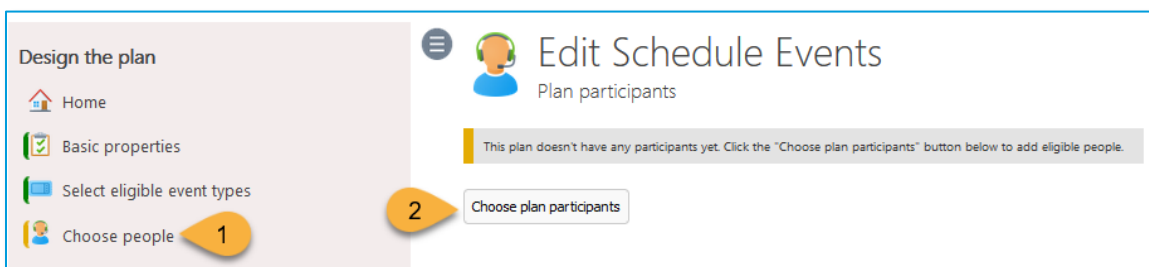 Design the plan
Home
Basic properties
Select eligible event types
Choose people
1
Edit Schedule Events
Plan participants
This plan doesn't have any participants yet. Click the "Choose plan participants" button below to add eligible people.
2
Choose plan participants